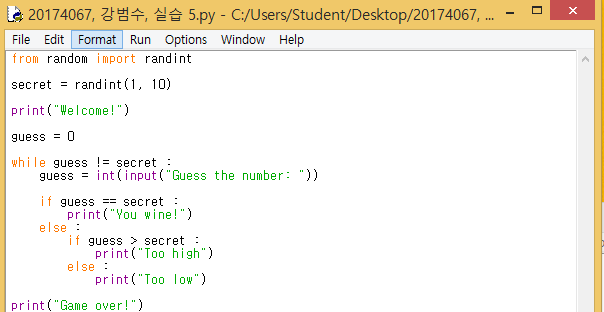 20174067, 강범수, 실습 5.py - C:/Users/Student/Desktop/20174067, ...
File Edit Format Run Options Window Help
from random import randint
secret = randint(1, 10)
print("Welcome!")
guess = 0
while guess != secret :
    guess = int(input("Guess the number: "))
    if guess == secret :
        print("You wine!")
    else :
        if guess > secret :
            print("Too high")
        else :
            print("Too low")
print("Game over!")